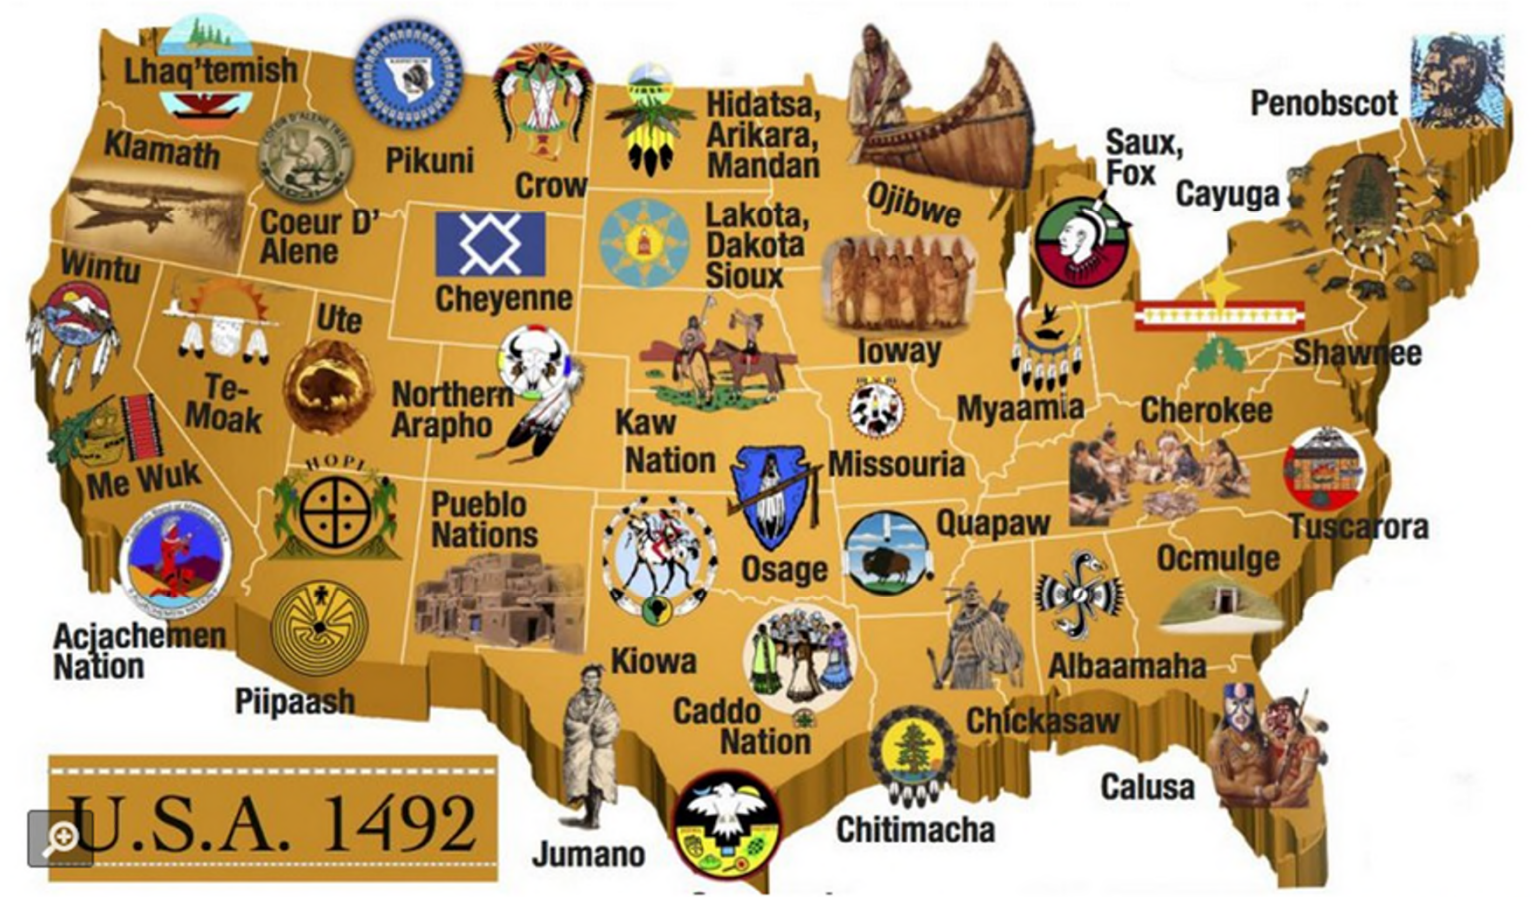 Lhaq'temish
Klamath
Coeur D'
Alene
Pikuni
Crow
Hidatsa,
Arikara,
Mandan
Ojibwe
Saux,
Fox
Penobscot
Cayuga
Wintu
Te-
Moak
Ute
Cheyenne
Lakota,
Dakota
Sioux
Ioway
Myaamia
Shawnee
Cherokee
Northern
Arapho
Kaw
Nation
Missouria
Me Wuk
HOPI
Pueblo
Nations
Osage
Quapaw
Tuscarora
Ocmulge
Acjachemen
Nation
Piipaash
Kiowa
Caddo
Nation
Albaamaha
Chickasaw
Calusa
Chitimacha
Jumano
U.S.A. 1492